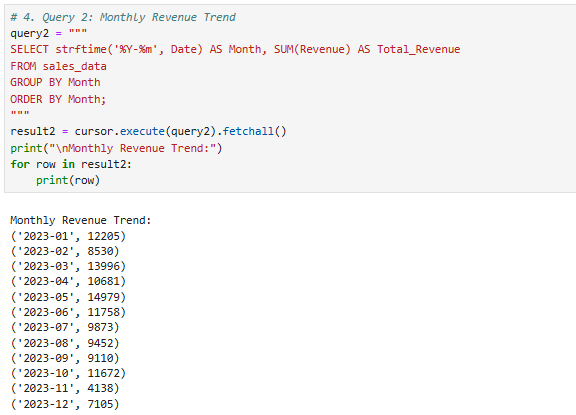 # 4. Query 2: Monthly Revenue Trend
query2 = """
SELECT strftime('%Y-%m', Date) AS Month, SUM(Revenue) AS Total_Revenue
FROM sales_data
GROUP BY Month
ORDER BY Month;
"""
result2 = cursor.execute(query2).fetchall()
print("\nMonthly Revenue Trend:")
for row in result2:
    print(row)
Monthly Revenue Trend:
('2023-01', 12205)
('2023-02', 8530)
('2023-03', 13996)
('2023-04', 10681)
('2023-05', 14979)
('2023-06', 11758)
('2023-07', 9873)
('2023-08', 9452)
('2023-09', 9110)
('2023-10', 11672)
('2023-11', 4138)
('2023-12', 7105)